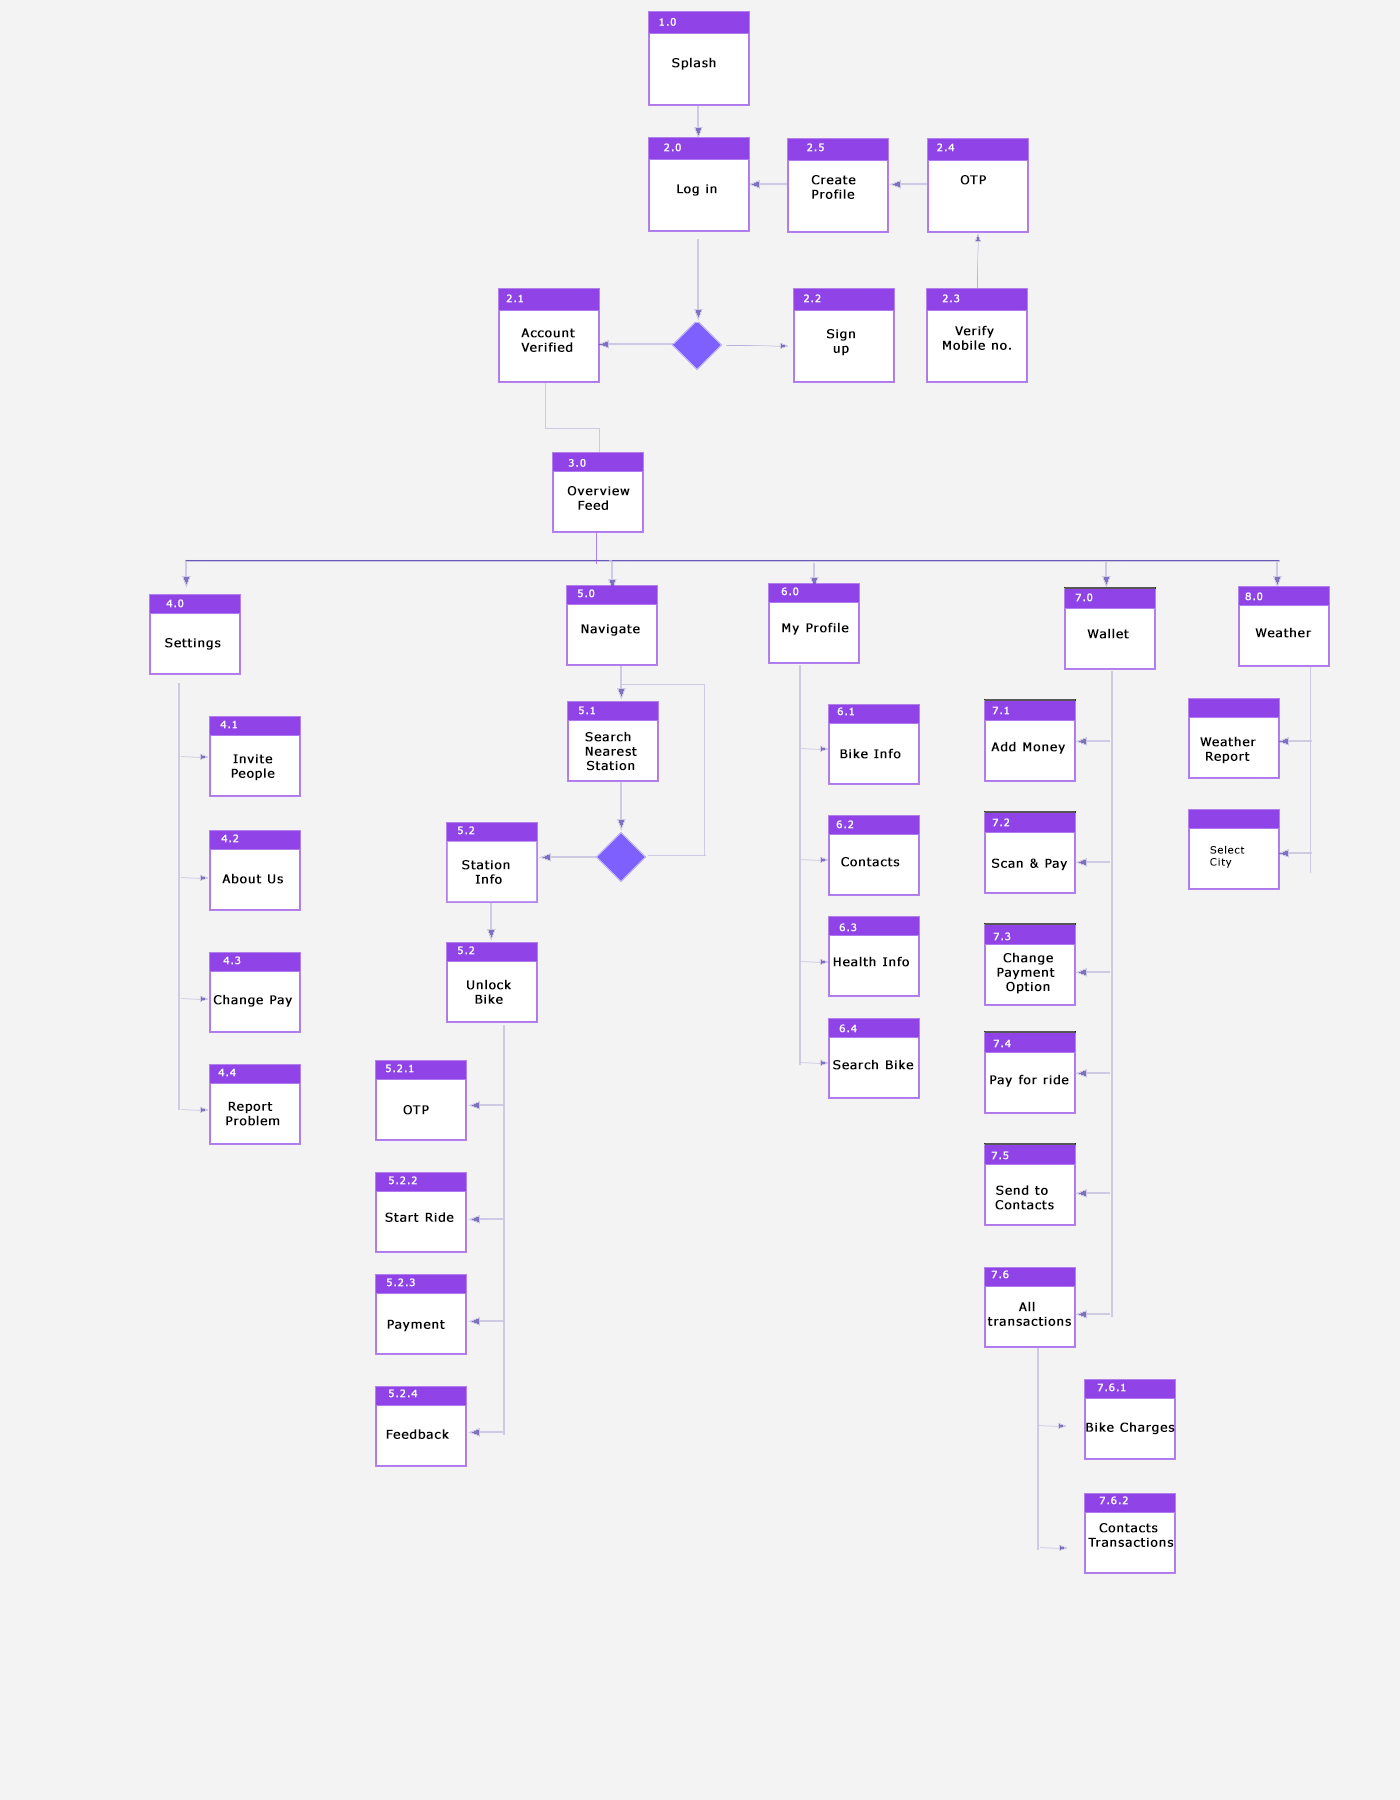 1.0
Splash
2.0
Log in
2.5
Create
Profile
2.4
OTP
2.1
Account
Verified
2.2
Sign
up
2.3
Verify
Mobile no.
3.0
Overview
Feed
4.0
Settings
4.1
Invite
People
4.2
About Us
4.3
Change Pay
4.4
Report
Problem
5.0
Navigate
5.1
Search
Nearest
Station
5.2
Station
Info
5.2
Unlock
Bike
5.2.1
OTP
5.2.2
Start Ride
5.2.3
Payment
5.2.4
Feedback
6.0
My Profile
6.1
Bike Info
6.2
Contacts
6.3
Health Info
6.4
Search Bike
7.0
Wallet
7.1
Add Money
7.2
Scan & Pay
7.3
Change
Payment
Option
7.4
Pay for ride
7.5
Send to
Contacts
7.6
All
transactions
7.6.1
Bike Charges
7.6.2
Contacts
Transactions
8.0
Weather
Weather
Report
Select
City